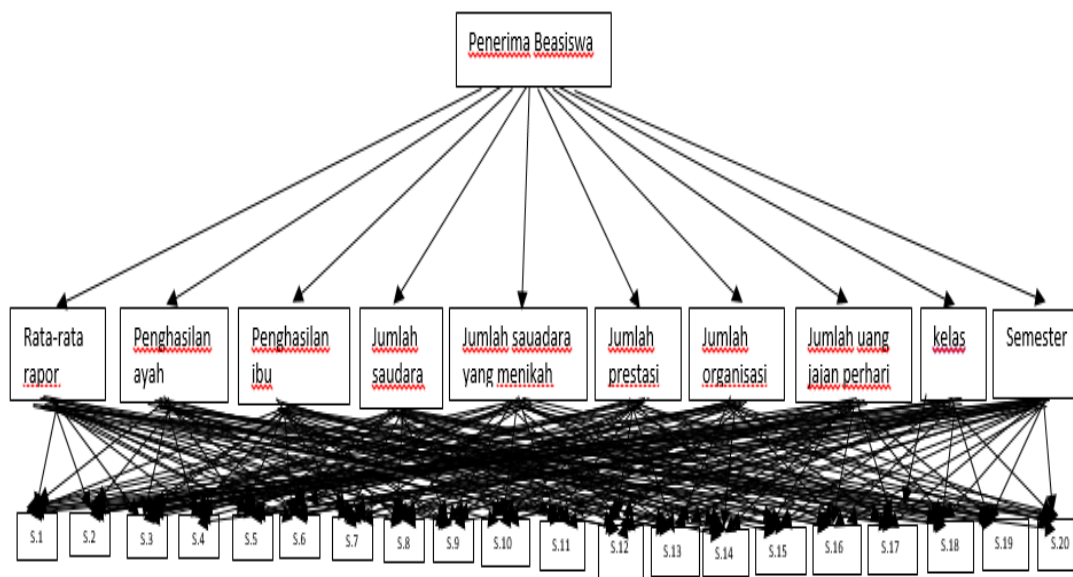 Penerima Beasiswa
Rata-rata
rapor
Penghasilan
ayah
Penghasilan
ibu
Jumlah
saudara
Jumlah sauadara
yang menikah
Jumlah
prestasi
Jumlah
organisasi
Jumlah uang
jajan perhari
kelas
Semester
S.1
S.2
S.3
S.4
S.5
S.6
S.7
S.8
S.9
S.10
S.11
S.12
S.13
S.14
S.15
S.16
S.17
S.18
S.19
S.20